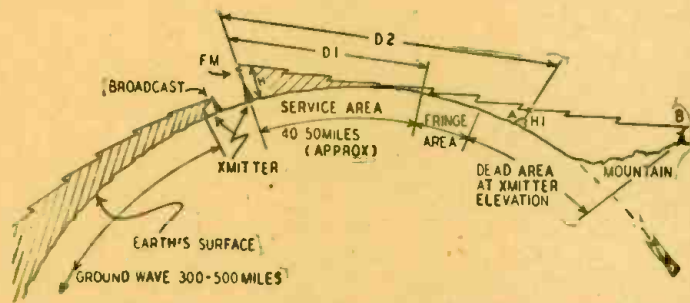 D2
D1
FM
H
BROADCAST
SERVICE AREA
40 50MILES
(APPROX)
FRINGE
AREA
A
H1
B
XMITTER
DEAD AREA
AT XMITTER
ELEVATION
MOUNTAIN
EARTH'S SURFACE
GROUND WAVE 300-500 MILES